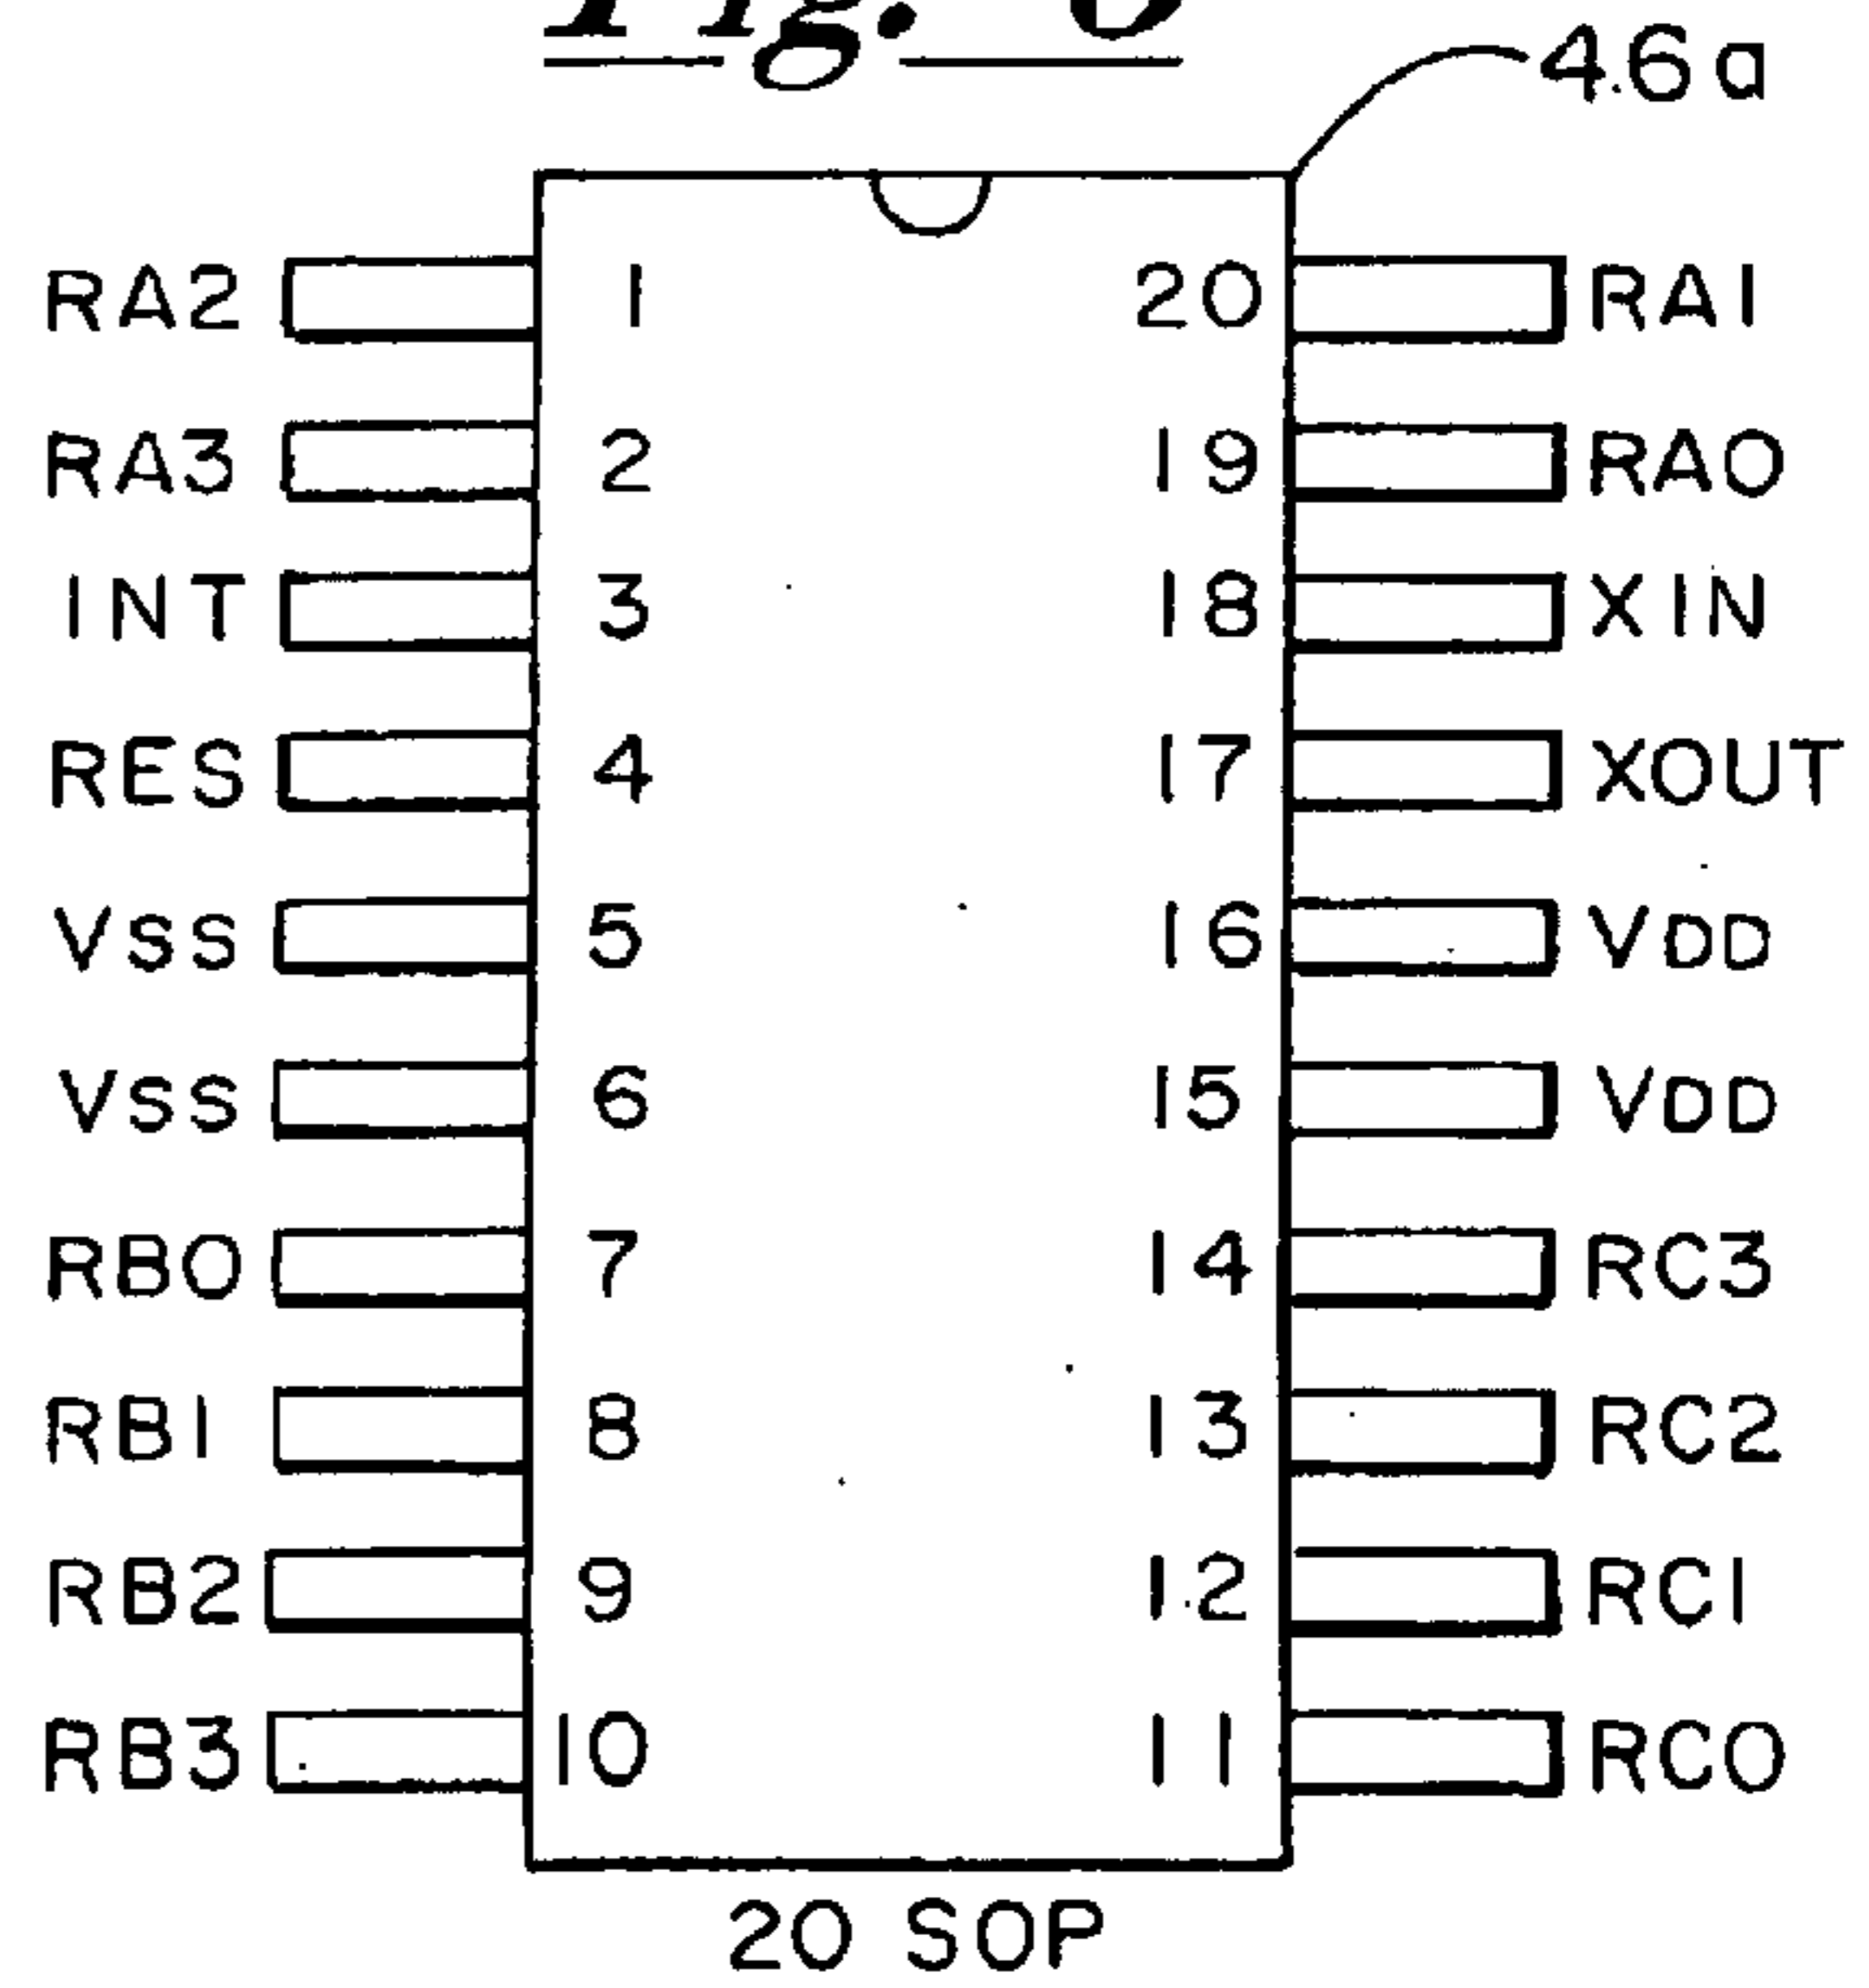 Fig.
46a
RA2 1 20 RA1
RA3 2 19 RA0
INT 3 18 XIN
RES 4 17 XOUT
VSS 5 16 VDD
VSS 6 15 VDD
RB0 7 14 RC3
RB1 8 13 RC2
RB2 9 12 RC1
RB3 10 11 RC0
20 SOP